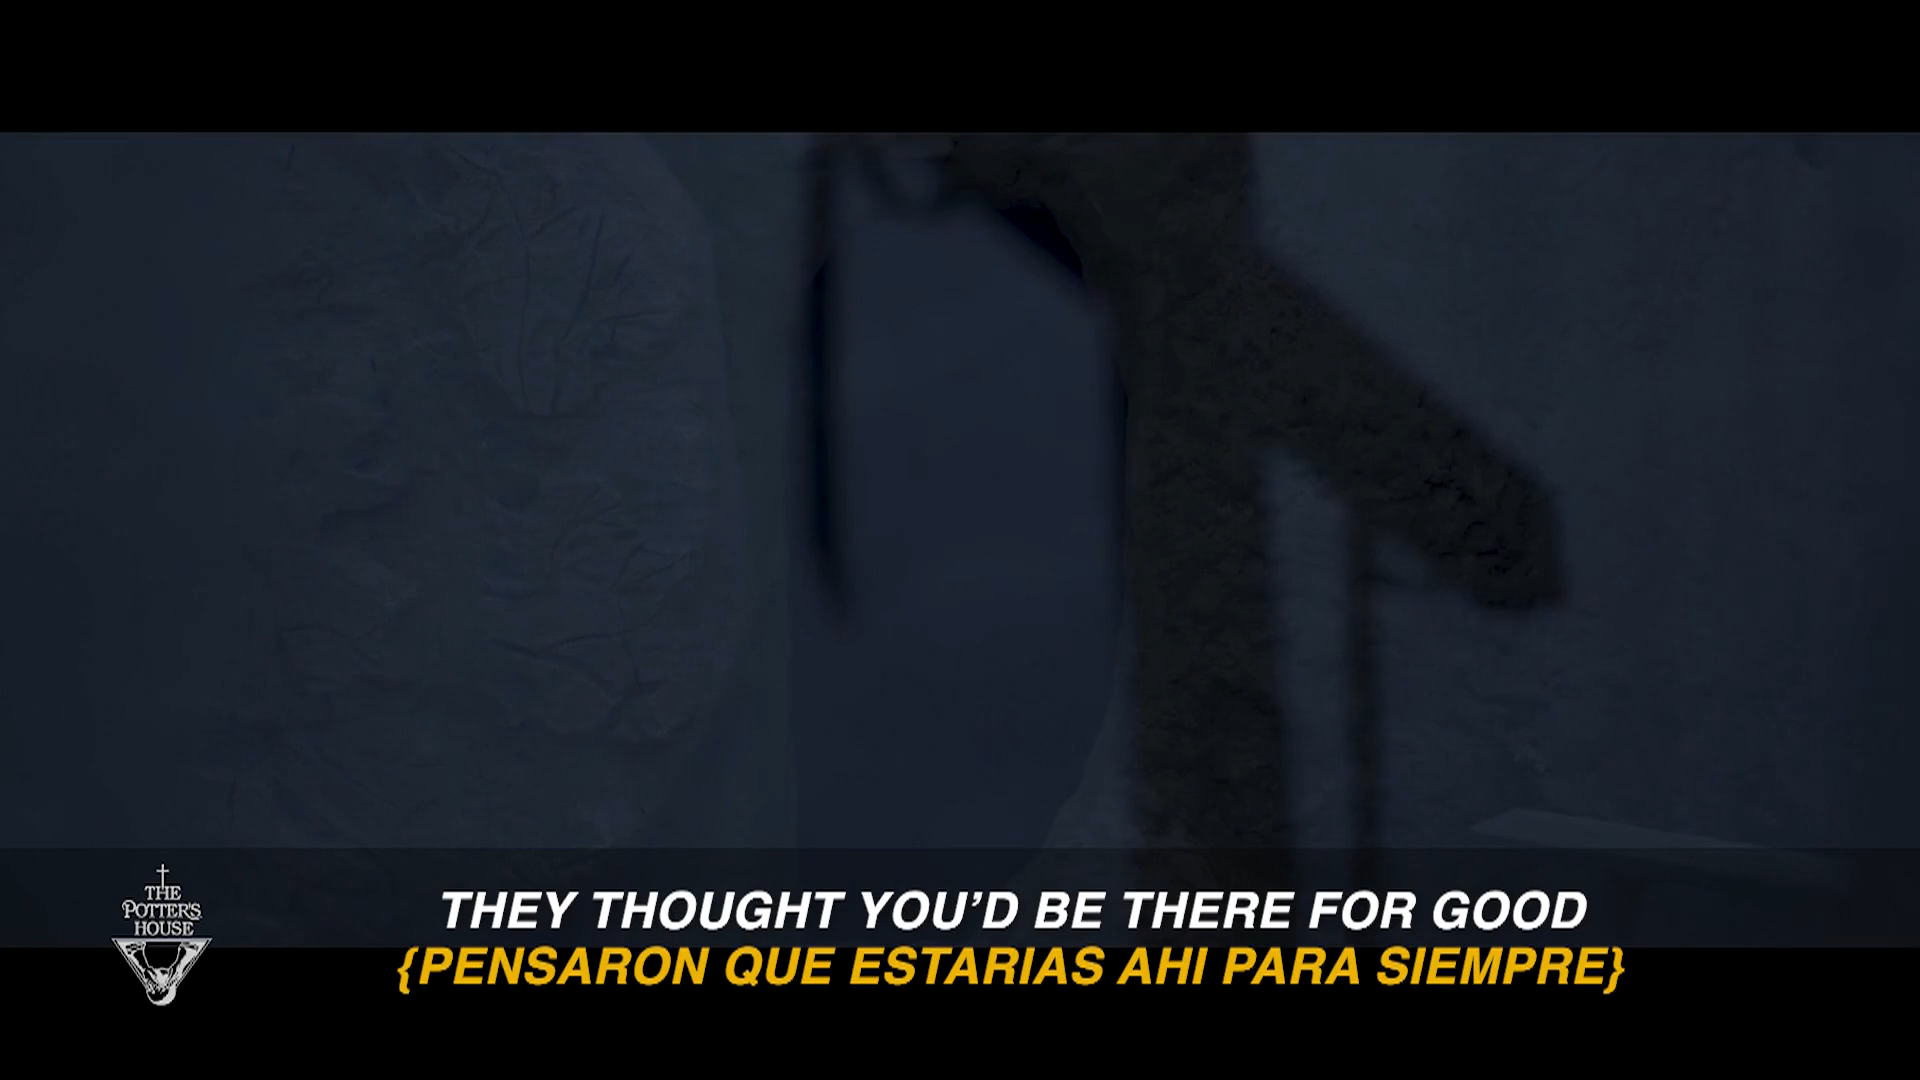 THE
POTTER'S
HOUSE
THEY THOUGHT YOU'D BE THERE FOR GOOD
{PENSARON QUE ESTARIAS AHI PARA SIEMPRE}